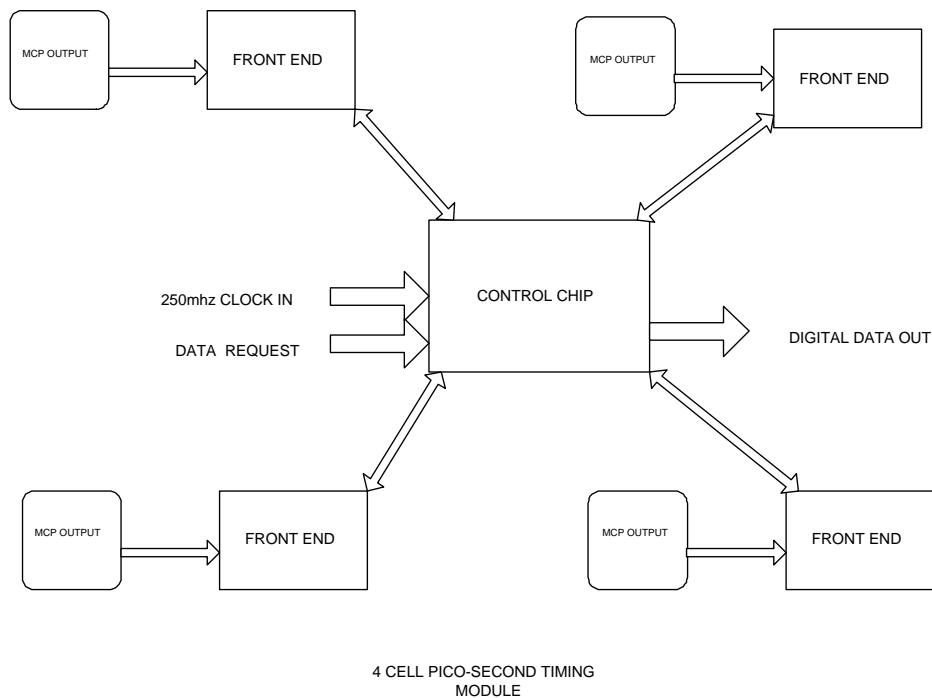 MCP OUTPUT
FRONT END
MCP OUTPUT
FRONT END
250mhz CLOCK IN
CONTROL CHIP
DATA REQUEST
DIGITAL DATA OUT
MCP OUTPUT
FRONT END
MCP OUTPUT
FRONT END
4 CELL PICO-SECOND TIMING
MODULE